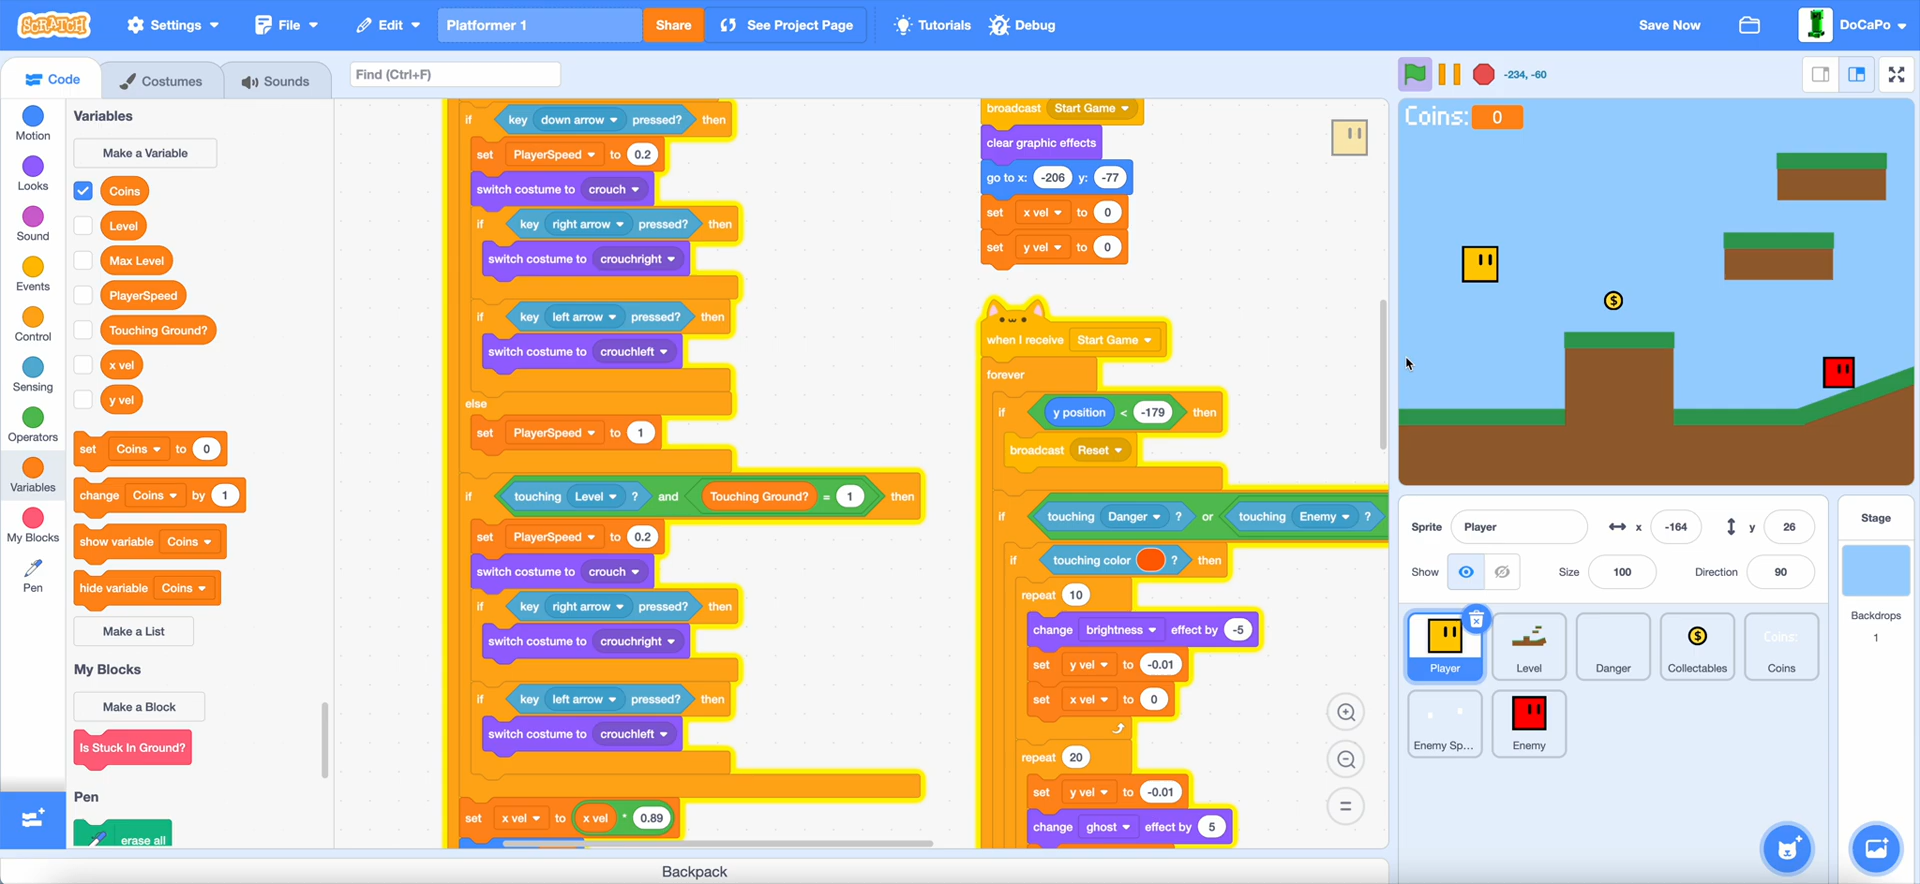 SCRATCH Settings File Edit Platformer 1 Share See Project Page Tutorials Debug Save Now DoCaPo
Code Costumes Sounds Find (Ctrl+F) -234, -60
Motion
Looks
Sound
Events
Control
Sensing
Operators
Variables
My Blocks
Pen
Variables
Make a Variable
Coins
Level
Max Level
PlayerSpeed
Touching Ground?
x vel
y vel
set Coins to 0
change Coins by 1
show variable Coins
hide variable Coins
Make a List
My Blocks
Make a Block
Is Stuck In Ground?
Pen
erase all
if key down arrow pressed? then
set PlayerSpeed to 0.2
switch costume to crouch
if key right arrow pressed? then
switch costume to crouchright
if key left arrow pressed? then
switch costume to crouchleft
else
set PlayerSpeed to 1
if touching Level ? and Touching Ground? = 1 then
set PlayerSpeed to 0.2
switch costume to crouch
if key right arrow pressed? then
switch costume to crouchright
if key left arrow pressed? then
switch costume to crouchleft
set x vel to x vel * 0.89
broadcast Start Game
clear graphic effects
go to x: -206 y: -77
set x vel to 0
set y vel to 0
when I receive Start Game
forever
if y position < -179 then
broadcast Reset
if touching Danger ? or touching Enemy ?
if touching color ? then
repeat 10
change brightness effect by -5
set y vel to -0.01
set x vel to 0
repeat 20
set y vel to -0.01
change ghost effect by 5
Coins: 0
$
Sprite Player x -164 y 26
Show Size 100 Direction 90
Player
Level
Danger
$
Collectables
Coins:
Coins
Enemy Sp...
Enemy
Stage
Backdrops
1
Backpack